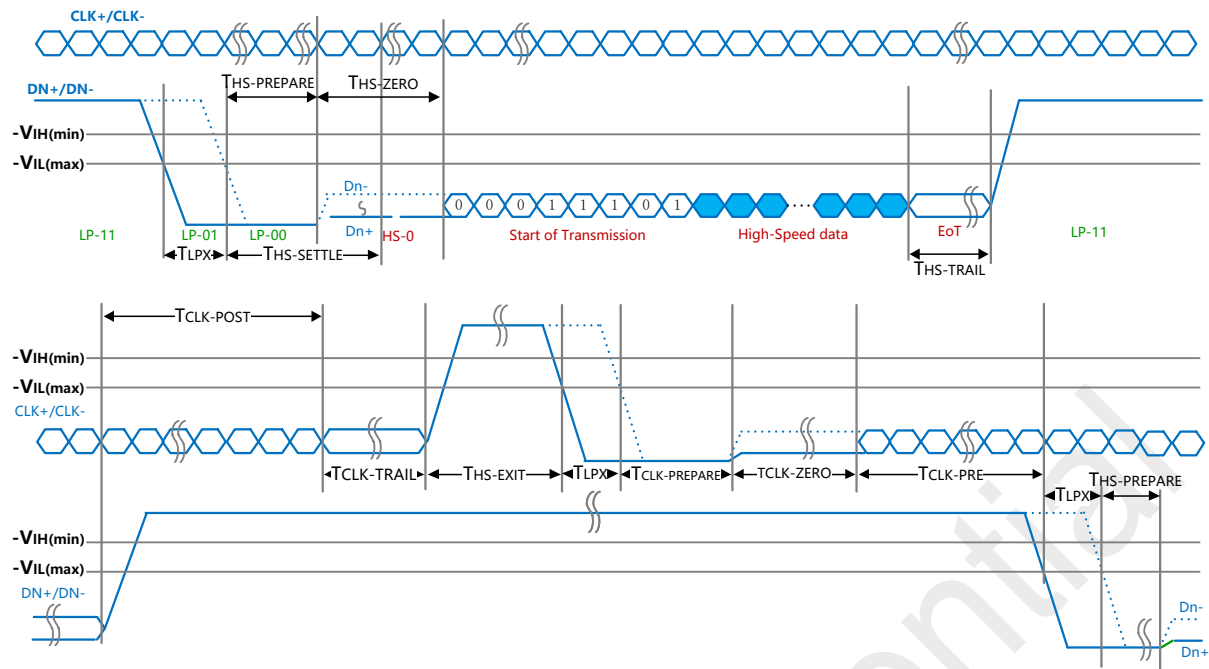 CLK+/CLK-
THS-PREPARE THS-ZERO
DN+/DN-
-VIH(min)
-VIL(max)
Dn-
0 0 0 1 1 1 0 1
Dn+
LP-11 LP-01 LP-00 HS-0 Start of Transmission High-Speed data EoT LP-11
TLPX THS-SETTLE THS-TRAIL
TCLK-POST
-VIH(min)
-VIL(max)
CLK+/CLK-
TCLK-TRAIL THS-EXIT TLPX TCLK-PREPARE TCLK-ZERO TCLK-PRE
TLPX THS-PREPARE
-VIH(min)
-VIL(max)
DN+/DN-
Dn-
Dn+
ential